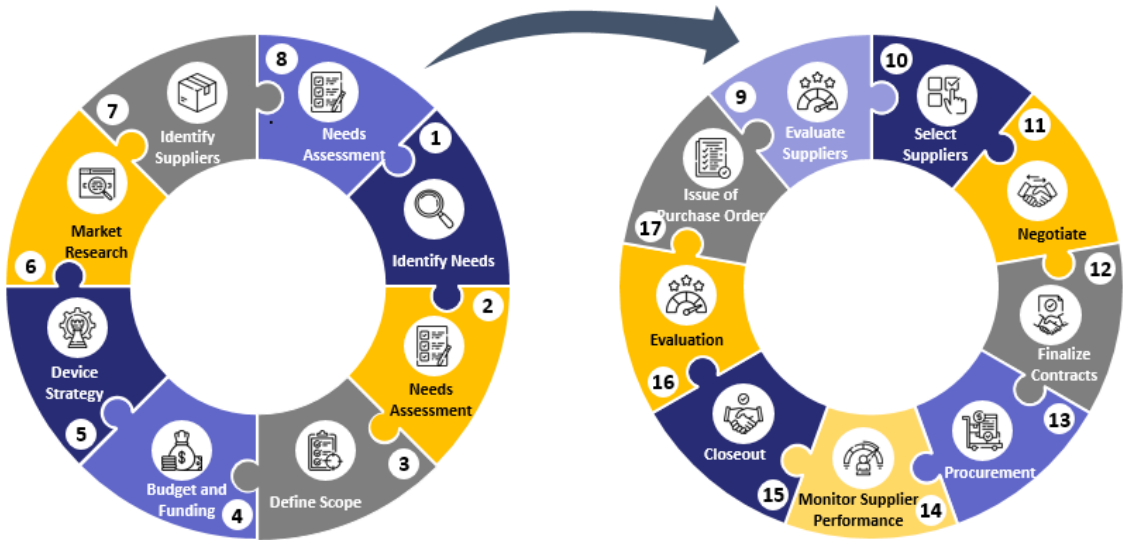 8
Needs
Assessment
1
Identify Needs
2
Needs
Assessment
3
Define Scope
4
Budget and
Funding
5
Device
Strategy
6
Market
Research
7
Identify
Suppliers
9
Evaluate
Suppliers
10
Select
Suppliers
11
Negotiate
12
Finalize
Contracts
13
Procurement
14
Monitor Supplier
Performance
15
Closeout
16
Evaluation
17
Issue of
Purchase Order